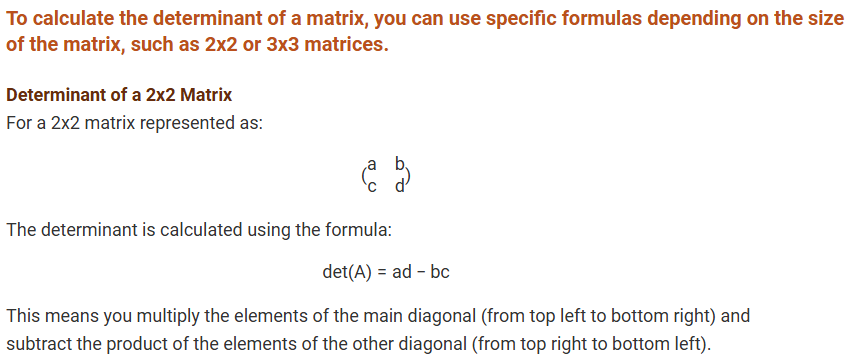 To calculate the determinant of a matrix, you can use specific formulas depending on the size
of the matrix, such as 2x2 or 3x3 matrices.
Determinant of a 2x2 Matrix
For a 2x2 matrix represented as:
(a b
c d)
The determinant is calculated using the formula:
det(A) = ad − bc
This means you multiply the elements of the main diagonal (from top left to bottom right) and
subtract the product of the elements of the other diagonal (from top right to bottom left).